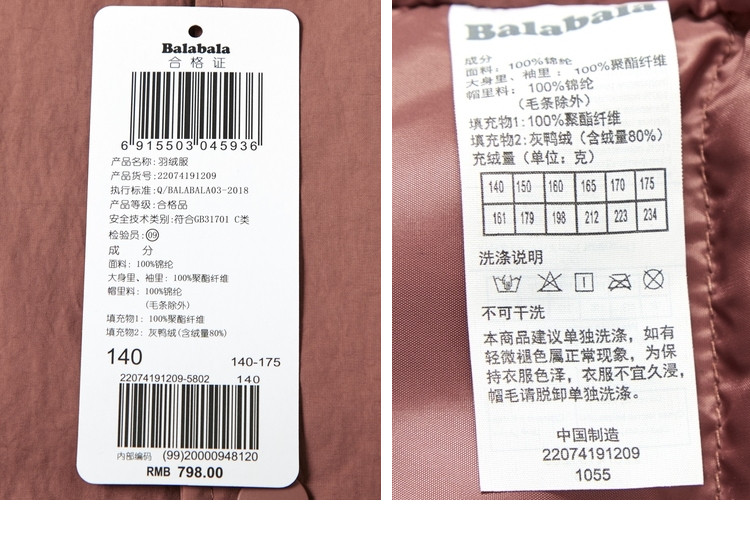 Balabala
合格证
6 915503 045936
产品名称:羽绒服
产品货号:22074191209
执行标准:Q/BALABALA03-2018
产品等级:合格品
安全技术类别:符合GB31701 C类
检验员:09
成 分
面料: 100%锦纶
大身里、袖里: 100%聚酯纤维
帽里料: 100%锦纶
(毛条除外)
填充物1: 100%聚酯纤维
填充物2: 灰鸭绒(含绒量80%)
140 140-175
22074191209-5802 140
内部编码 (99)20000948120
RMB 798.00
Balabala
成分
面料: 100%锦纶
大身里、袖里: 100%聚酯纤维
帽里料: 100%锦纶
(毛条除外)
填充物1:100%聚酯纤维
填充物2:灰鸭绒(含绒量80%)
充绒量(单位:克)
140 150 160 165 170 175
161 179 198 212 223 234
洗涤说明
不可干洗
本商品建议单独洗涤，如有
轻微褪色属正常现象，为保
持衣服色泽，衣服不宜久浸，
帽毛请脱卸单独洗涤。
中国制造
22074191209
1055